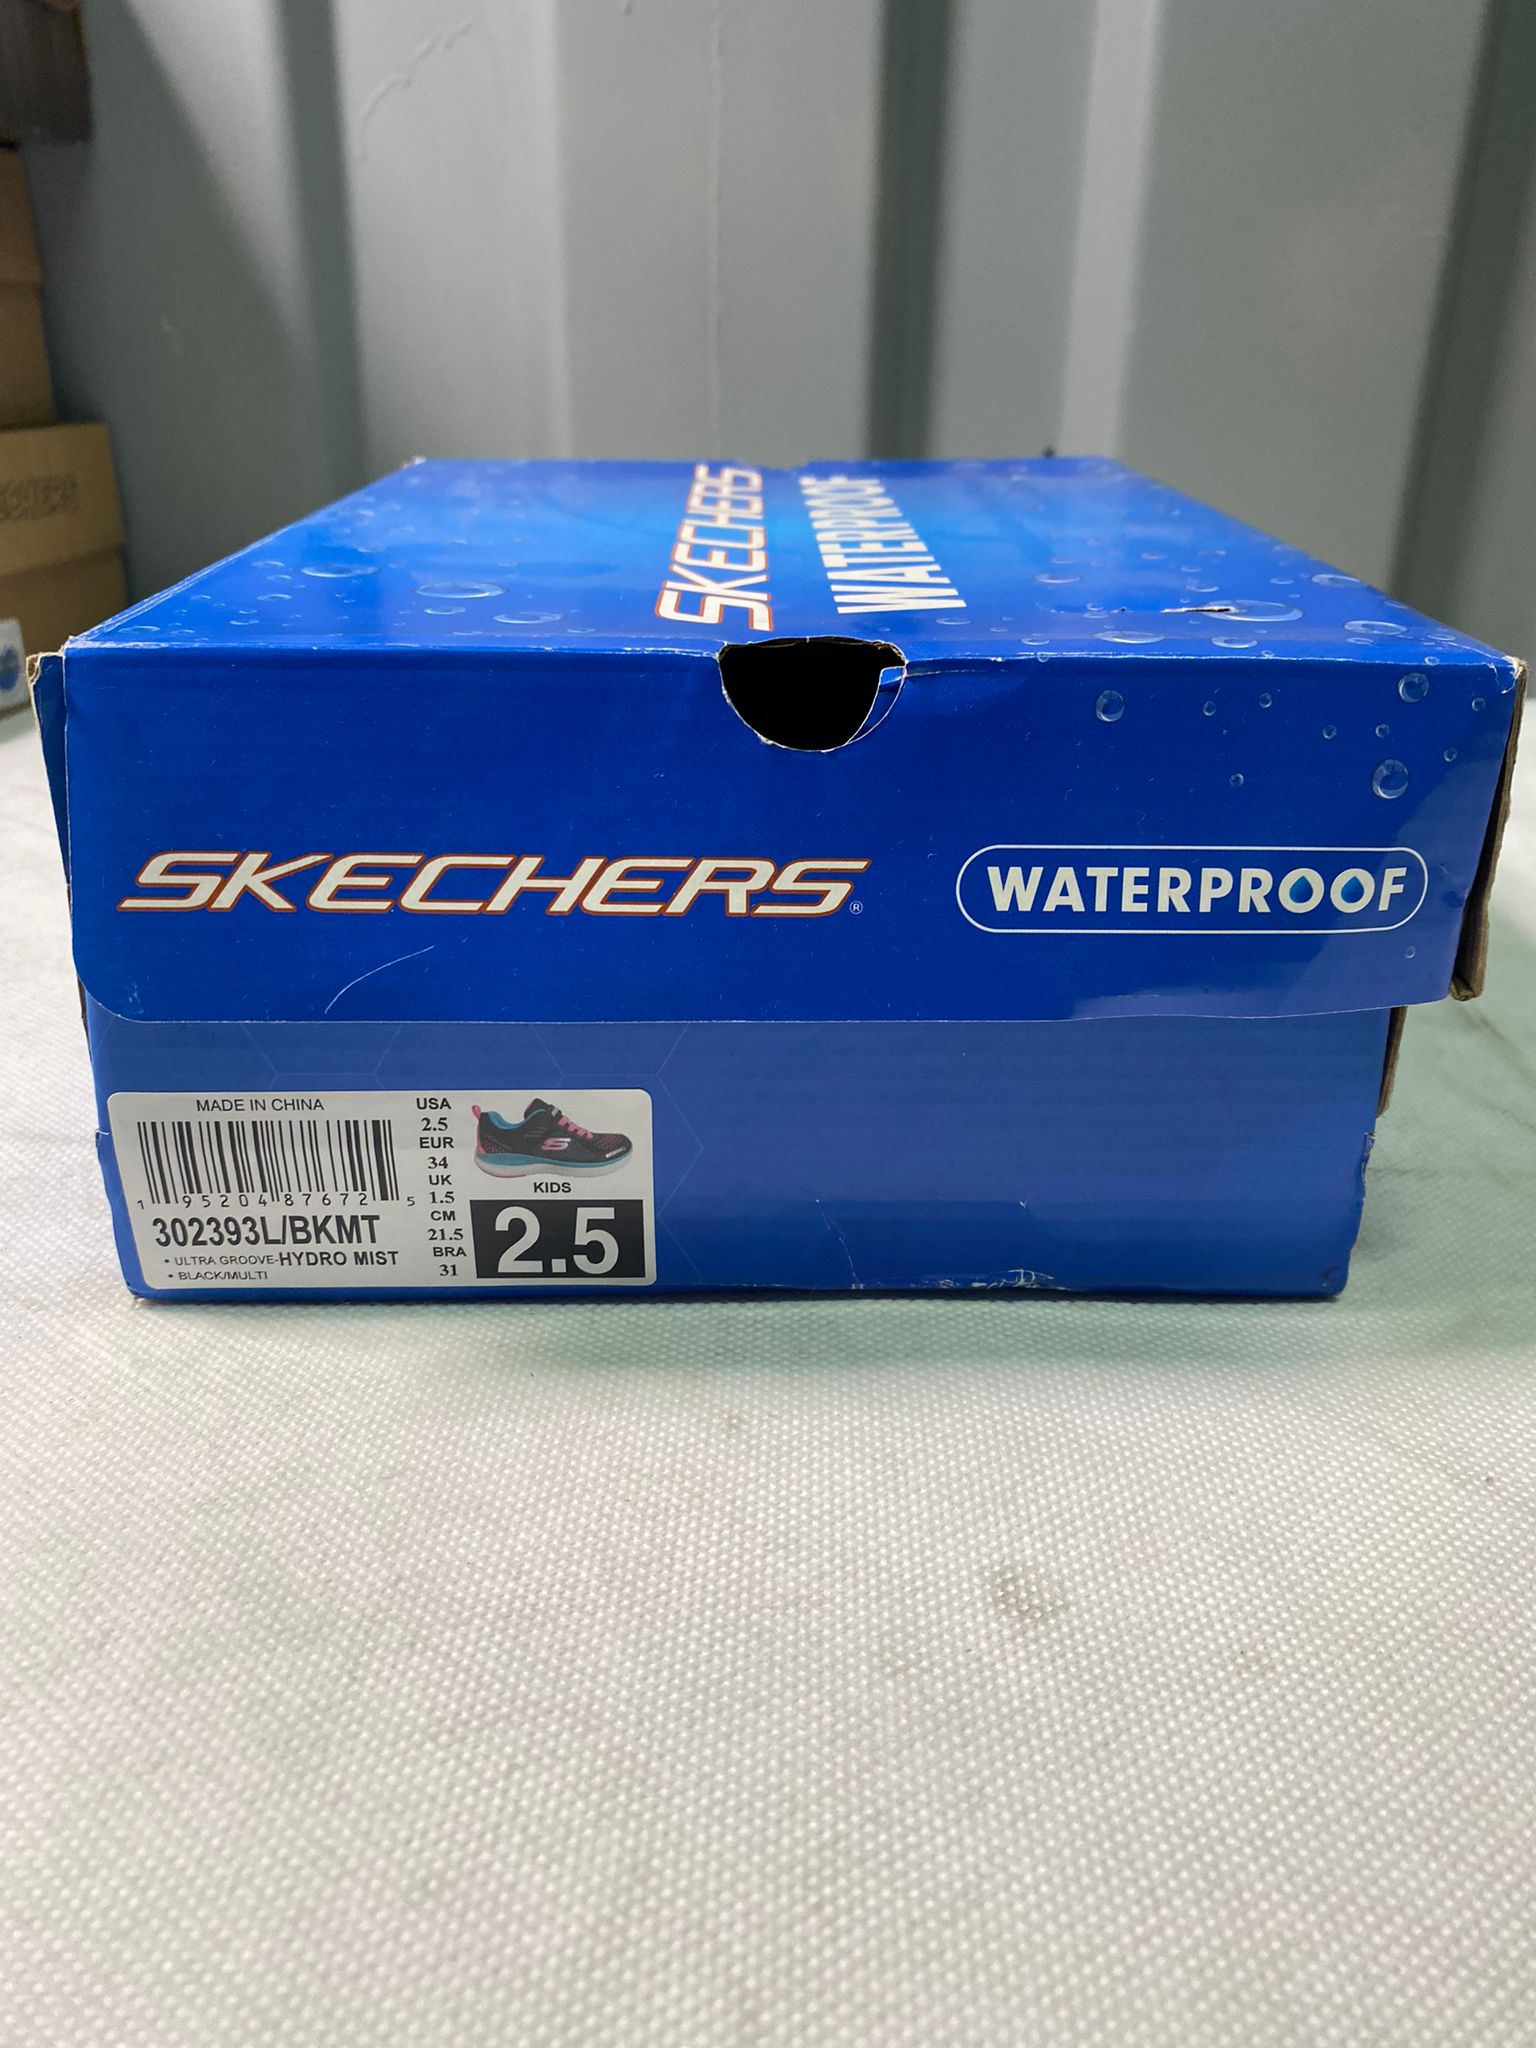 SKECHERS
WATERPROOF
SKECHERS®
WATERPROOF
MADE IN CHINA
1 95204 87672 5
302393L/BKMT
• ULTRA GROOVE-HYDRO MIST
• BLACK/MULTI
USA
2.5
EUR
34
UK
1.5
CM
21.5
BRA
31
S
KIDS
2.5